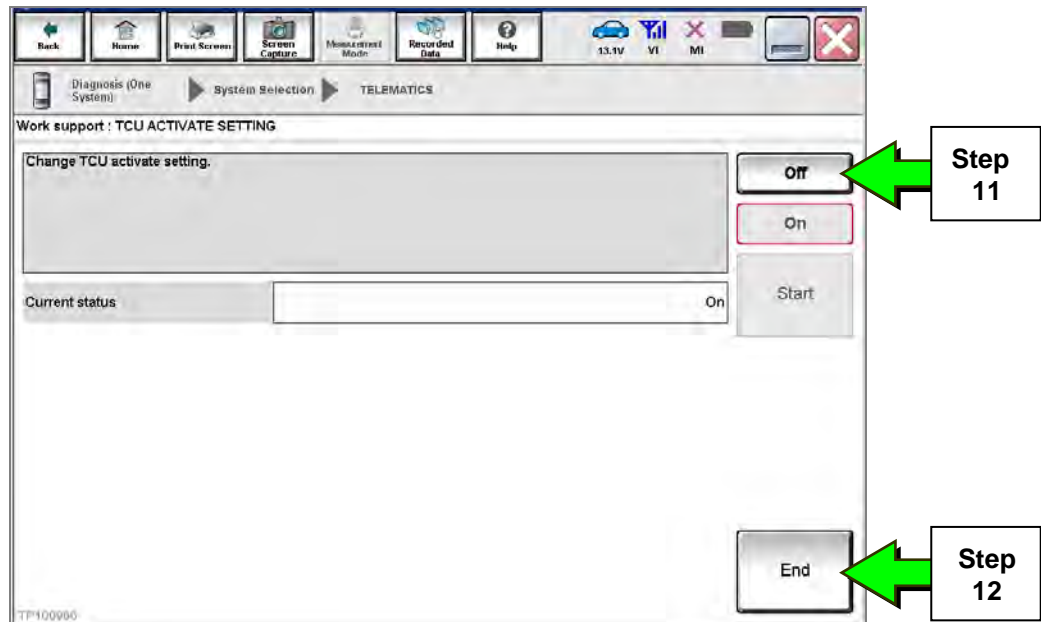 Back
Home
Print Screen
Screen
Capture
Measurement
Mode
Recorded
Data
Help
13.1V
VI
MI
Diagnosis (One
System)
System Selection
TELEMATICS
Work support : TCU ACTIVATE SETTING
Change TCU activate setting.
Off
Step
11
On
Current status
On
Start
End
Step
12
TP100966